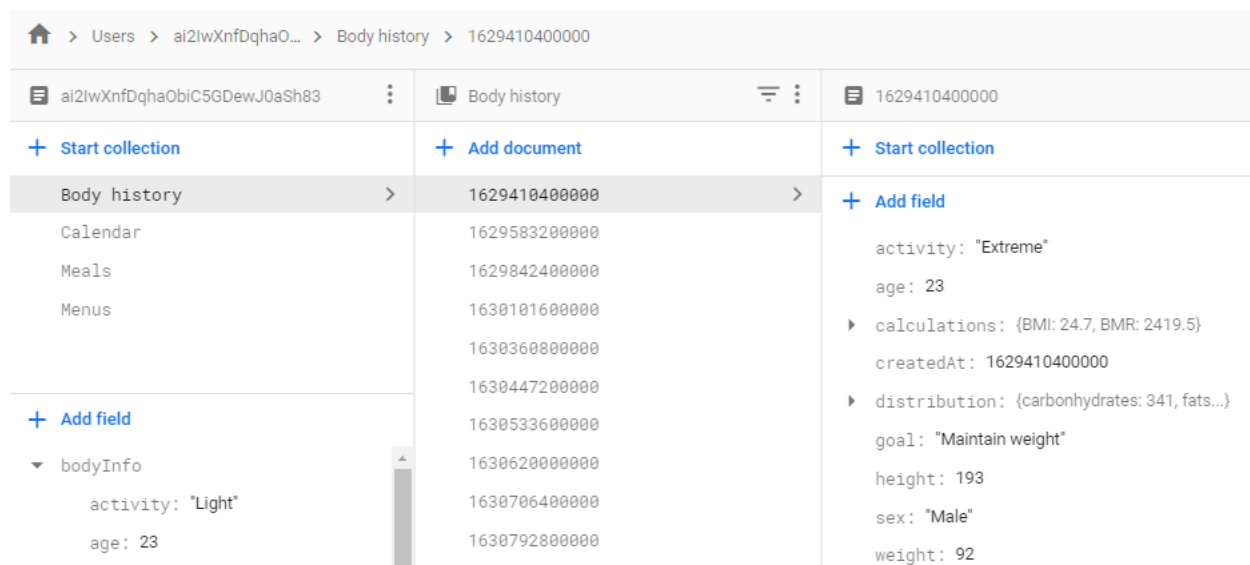 Users > ai2IwXnfDqhaO... > Body history > 1629410400000
ai2IwXnfDqhaObiC5GDewJ0aSh83
Start collection
Body history
Calendar
Meals
Menus
Add field
bodyInfo
activity: "Light"
age: 23
Body history
Add document
1629410400000
1629583200000
1629842400000
1630101600000
1630360800000
1630447200000
1630533600000
1630620000000
1630706400000
1630792800000
1629410400000
Start collection
Add field
activity: "Extreme"
age: 23
calculations: {BMI: 24.7, BMR: 2419.5}
createdAt: 1629410400000
distribution: {carbonhydrates: 341, fats...}
goal: "Maintain weight"
height: 193
sex: "Male"
weight: 92